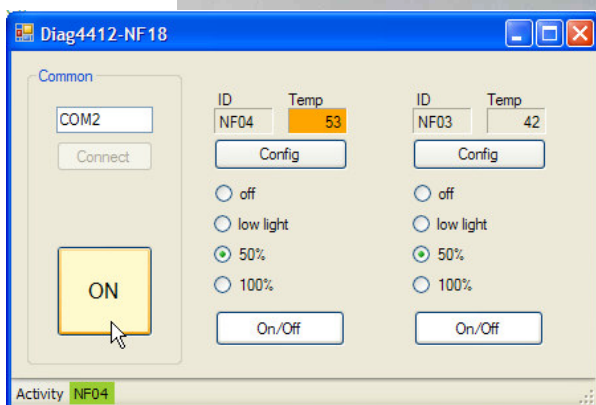 Diag4412-NF18
Common
COM2
Connect
ON
ID Temp
NF04 53
Config
off
low light
50%
100%
On/Off
ID Temp
NF03 42
Config
off
low light
50%
100%
On/Off
Activity NF04